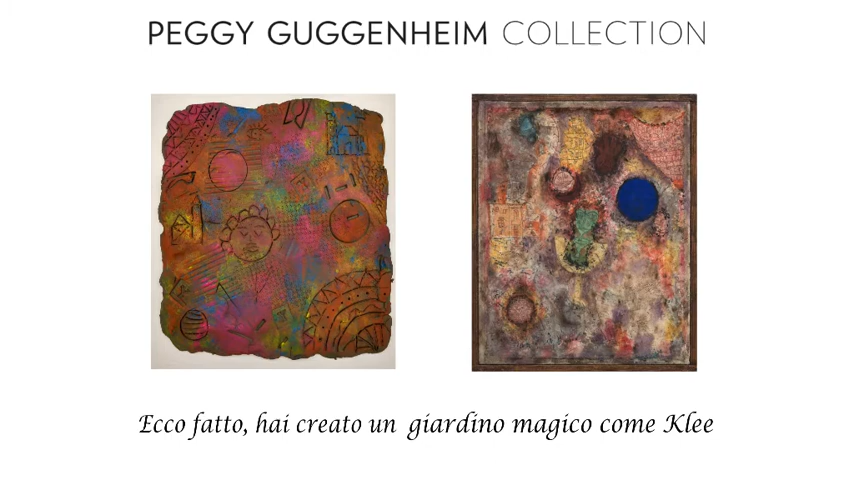 PEGGY GUGGENHEIM COLLECTION
Ecco fatto, hai creato un giardino magico come Klee